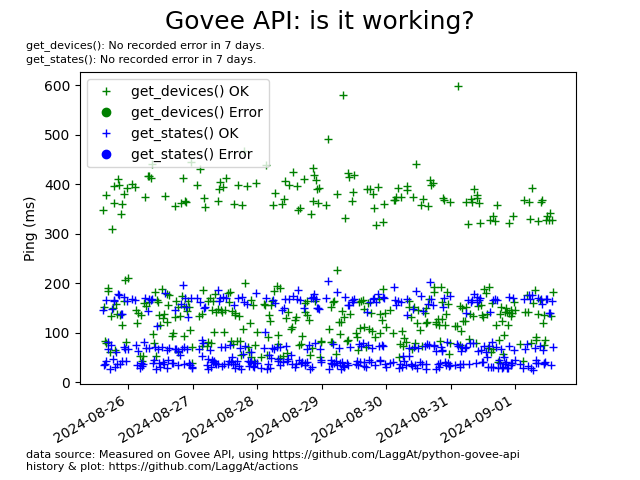 Govee API: is it working?
get_devices(): No recorded error in 7 days.
get_states(): No recorded error in 7 days.
get_devices() OK
get_devices() Error
get_states() OK
get_states() Error
Ping (ms)
600
500
400
300
200
100
0
2024-08-26
2024-08-27
2024-08-28
2024-08-29
2024-08-30
2024-08-31
2024-09-01
data source: Measured on Govee API, using https://github.com/LaggAt/python-govee-api
history & plot: https://github.com/LaggAt/actions